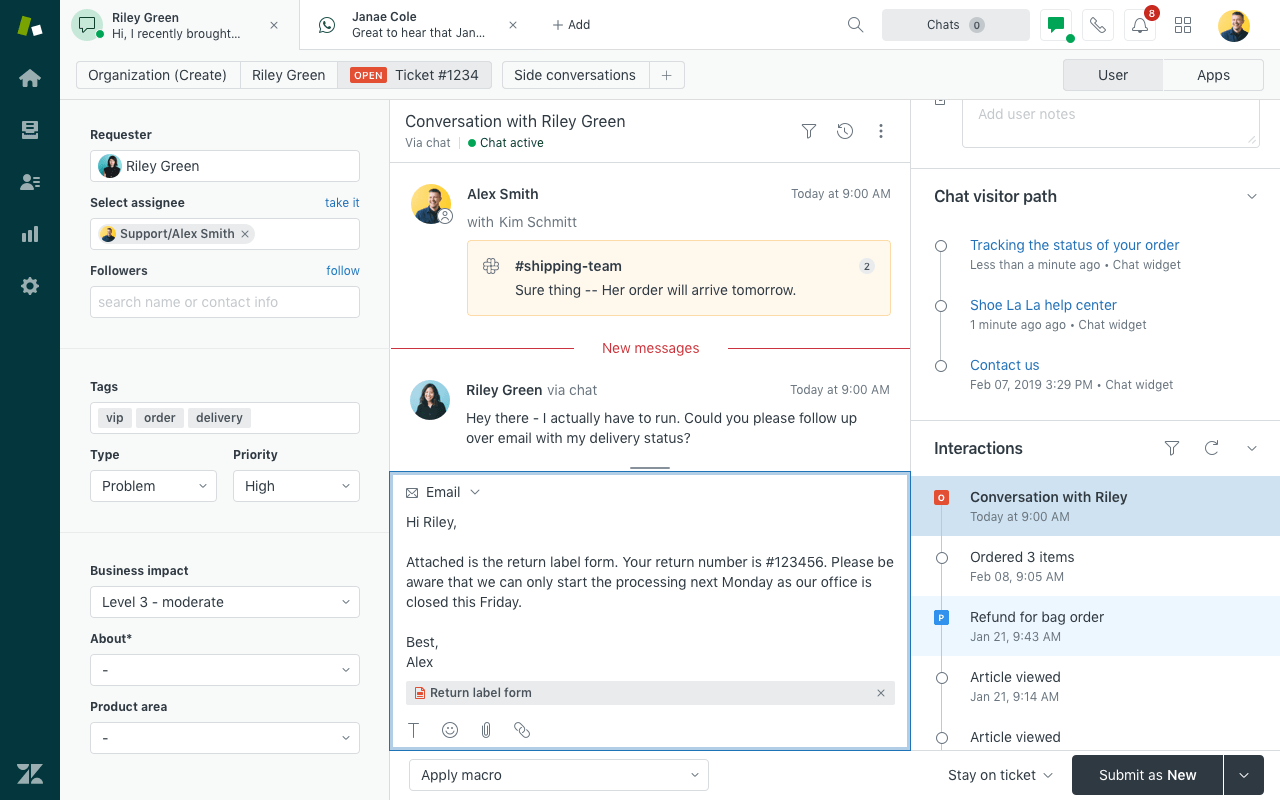 Riley Green
Hi, I recently brought...
Janae Cole
Great to hear that Jan...
Add
Chats 0
8
Organization (Create)
Riley Green
OPEN Ticket #1234
Side conversations
User
Apps
Requester
Riley Green
Select assignee
take it
Support/Alex Smith
Followers
follow
search name or contact info
Tags
vip
order
delivery
Type
Priority
Problem
High
Business impact
Level 3 - moderate
About*
-
Product area
-
Conversation with Riley Green
Via chat
Chat active
Alex Smith
Today at 9:00 AM
with Kim Schmitt
#shipping-team
2
Sure thing -- Her order will arrive tomorrow.
New messages
Riley Green via chat
Today at 9:00 AM
Hey there - I actually have to run. Could you please follow up
over email with my delivery status?
Email
Hi Riley,
Attached is the return label form. Your return number is #123456. Please be
aware that we can only start the processing next Monday as our office is
closed this Friday.
Best,
Alex
Return label form
Apply macro
Add user notes
Chat visitor path
Tracking the status of your order
Less than a minute ago • Chat widget
Shoe La La help center
1 minute ago ago • Chat widget
Contact us
Feb 07, 2019 3:29 PM • Chat widget
Interactions
O
Conversation with Riley
Today at 9:00 AM
Ordered 3 items
Feb 08, 9:05 AM
P
Refund for bag order
Jan 21, 9:43 AM
Article viewed
Jan 21, 9:14 AM
Article viewed
Stay on ticket
Submit as New